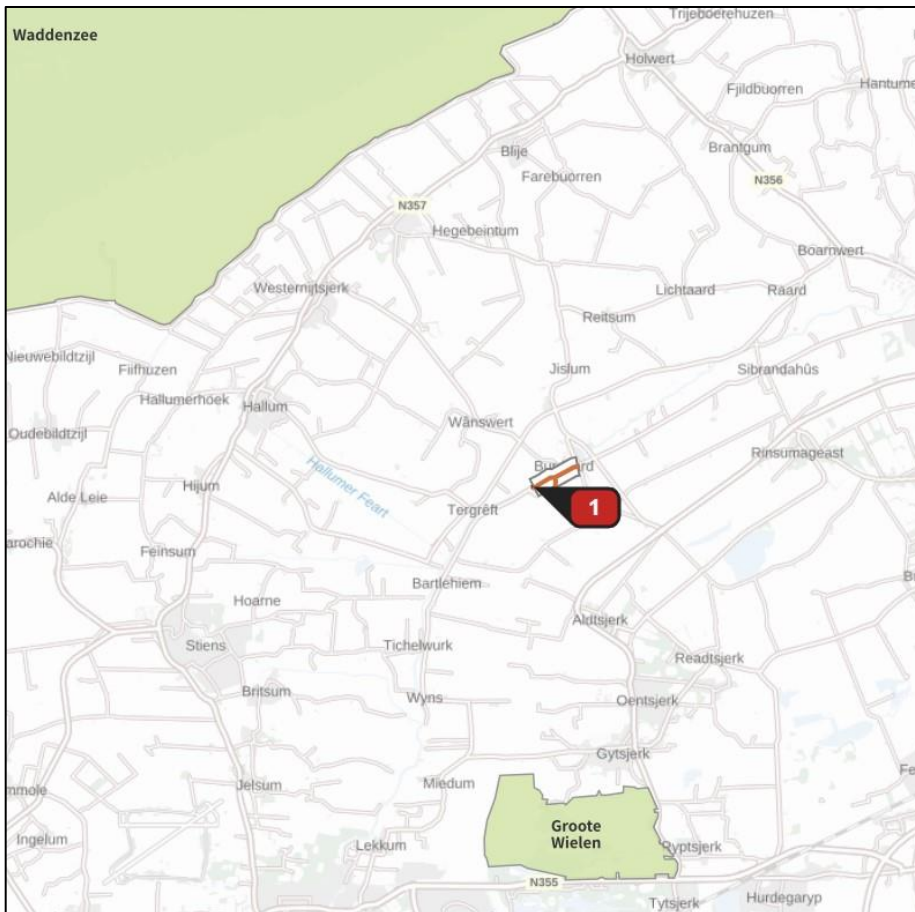 Waddenzee
Trijeboerehuzen
Holwert
Fjildbuorren
Hantume
Blije
Brantgum
Farebuorren
N356
N357
Hegebeintum
Boarnwert
Westernijtsjerk
Lichtaard
Raard
Reitsum
Nieuwebildtzijl
Fiifhuzen
Jislum
Sibrandahûs
Hallumerhoek
Hallum
Wânswert
Oudebildtzijl
Rinsumageast
Hallumer Feart
Hijum
Alde Leie
1
Tergrêft
arochie
Feinsum
Bartlehiem
Hoarne
Aldtsjerk
Stiens
Tichelwurk
Readtsjerk
Britsum
Wyns
Oentsjerk
Gytsjerk
Jelsum
Miedum
Groote
Wielen
Ingelum
Lekkum
Ryptsjerk
N355
Tytsjerk
Hurdegaryp